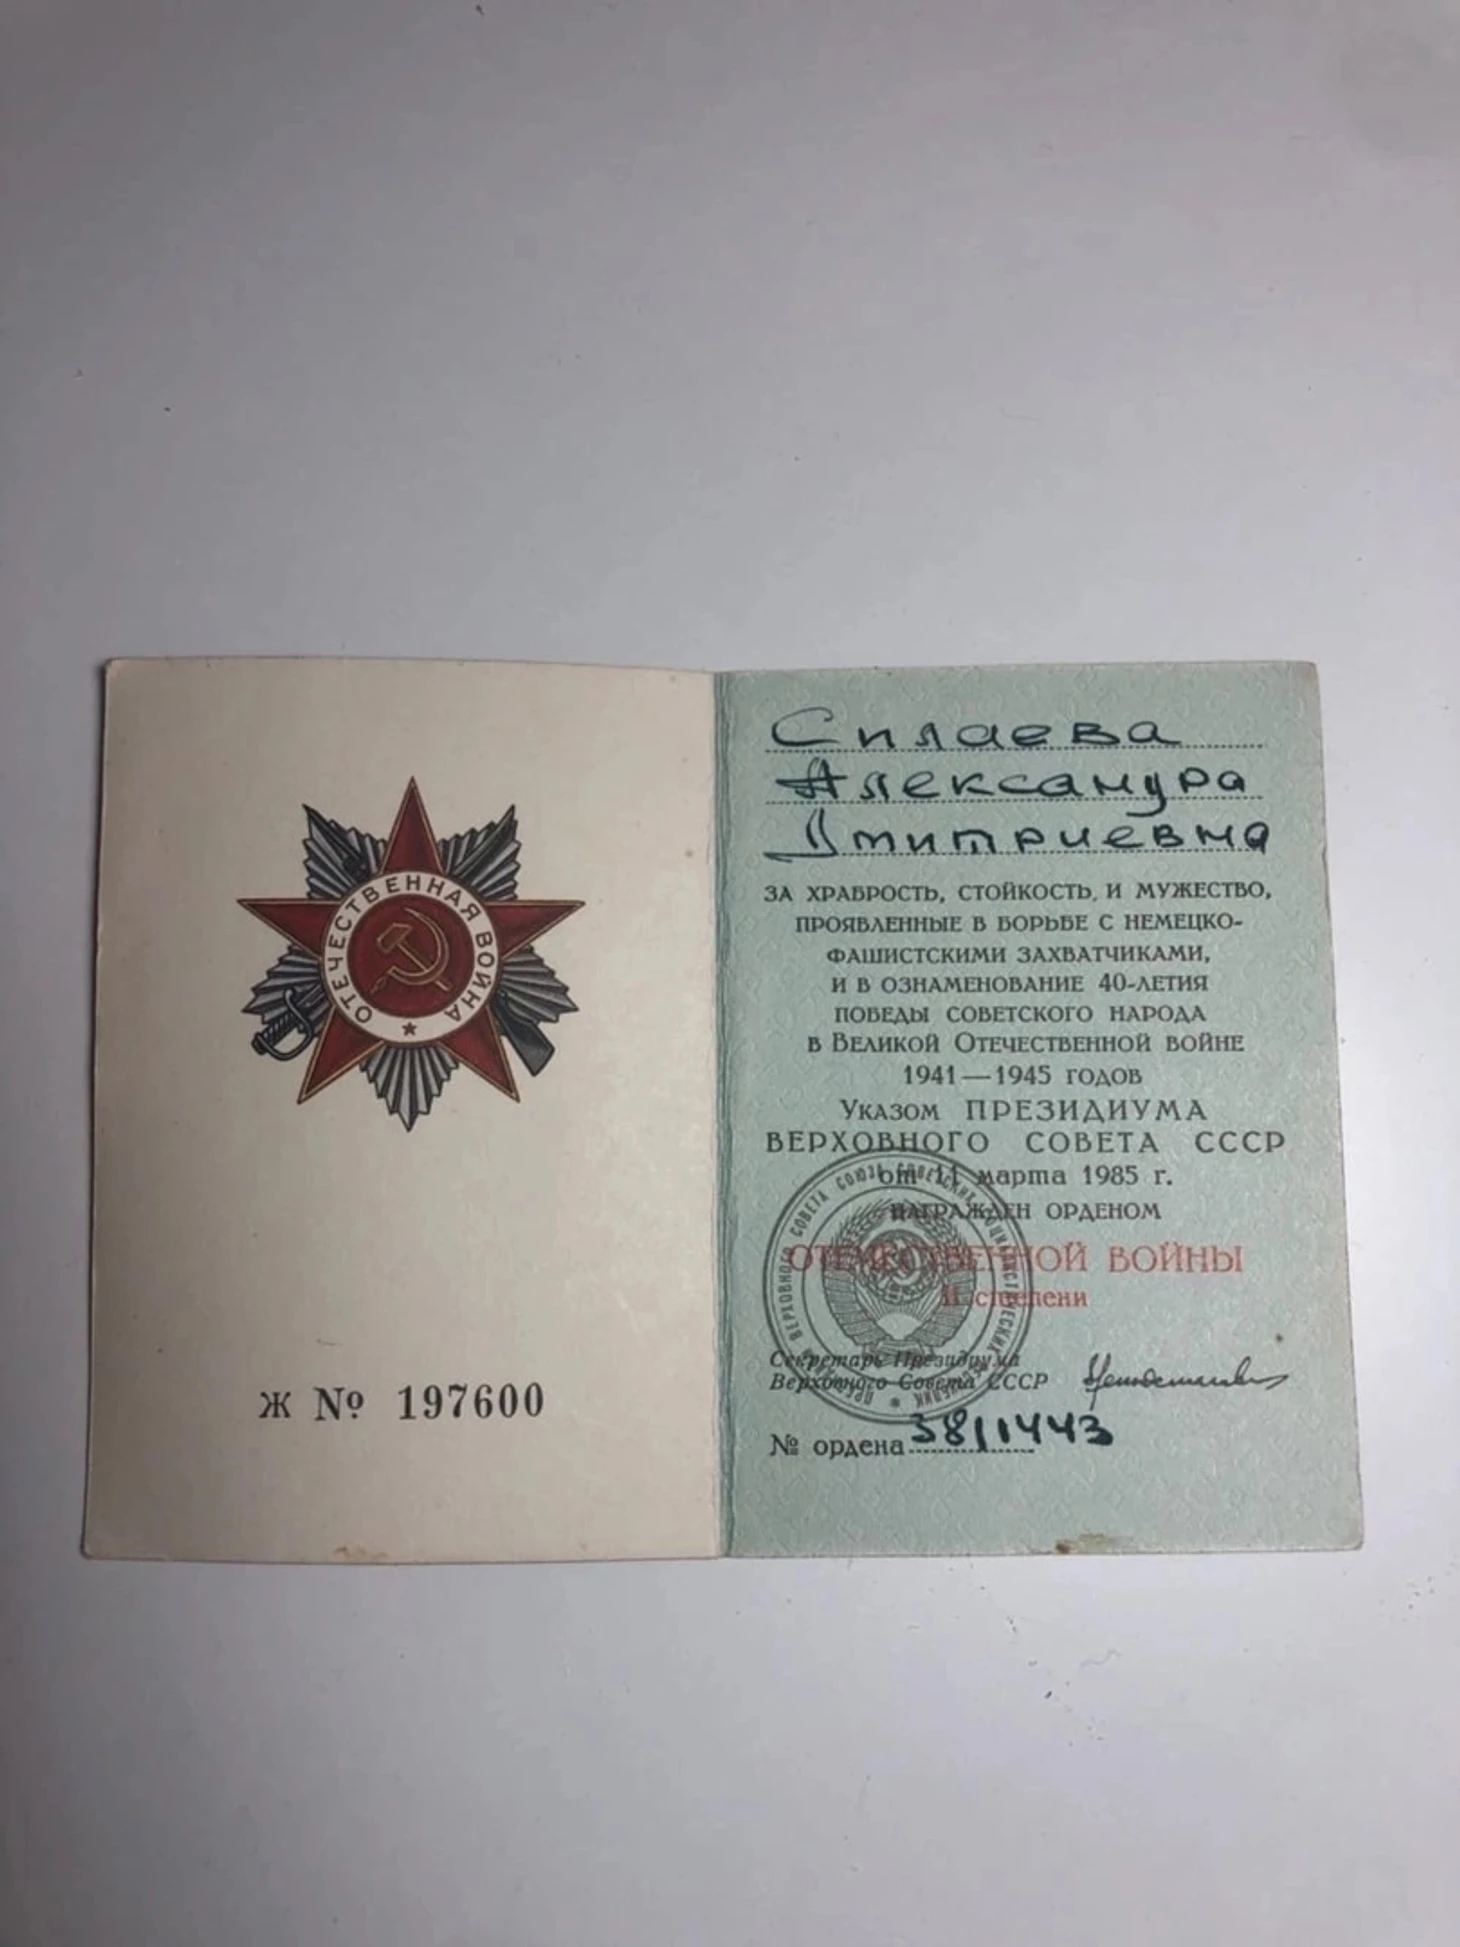 ОТЕЧЕСТВЕННАЯ ВОЙНА
Ж № 197600
Силаева
Александра
Дмитриевна
ЗА ХРАБРОСТЬ, СТОЙКОСТЬ И МУЖЕСТВО,
ПРОЯВЛЕННЫЕ В БОРЬБЕ С НЕМЕЦКО-
ФАШИСТСКИМИ ЗАХВАТЧИКАМИ,
И В ОЗНАМЕНОВАНИЕ 40-ЛЕТИЯ
ПОБЕДЫ СОВЕТСКОГО НАРОДА
В ВЕЛИКОЙ ОТЕЧЕСТВЕННОЙ ВОЙНЕ
1941—1945 ГОДОВ
УКАЗОМ ПРЕЗИДИУМА
ВЕРХОВНОГО СОВЕТА СССР
от 11 марта 1985 г.
НАГРАЖДЕН ОРДЕНОМ
ОТЕЧЕСТВЕННОЙ ВОЙНЫ
II степени
Секретарь Президиума
Верховного Совета СССР
№ ордена 3811443